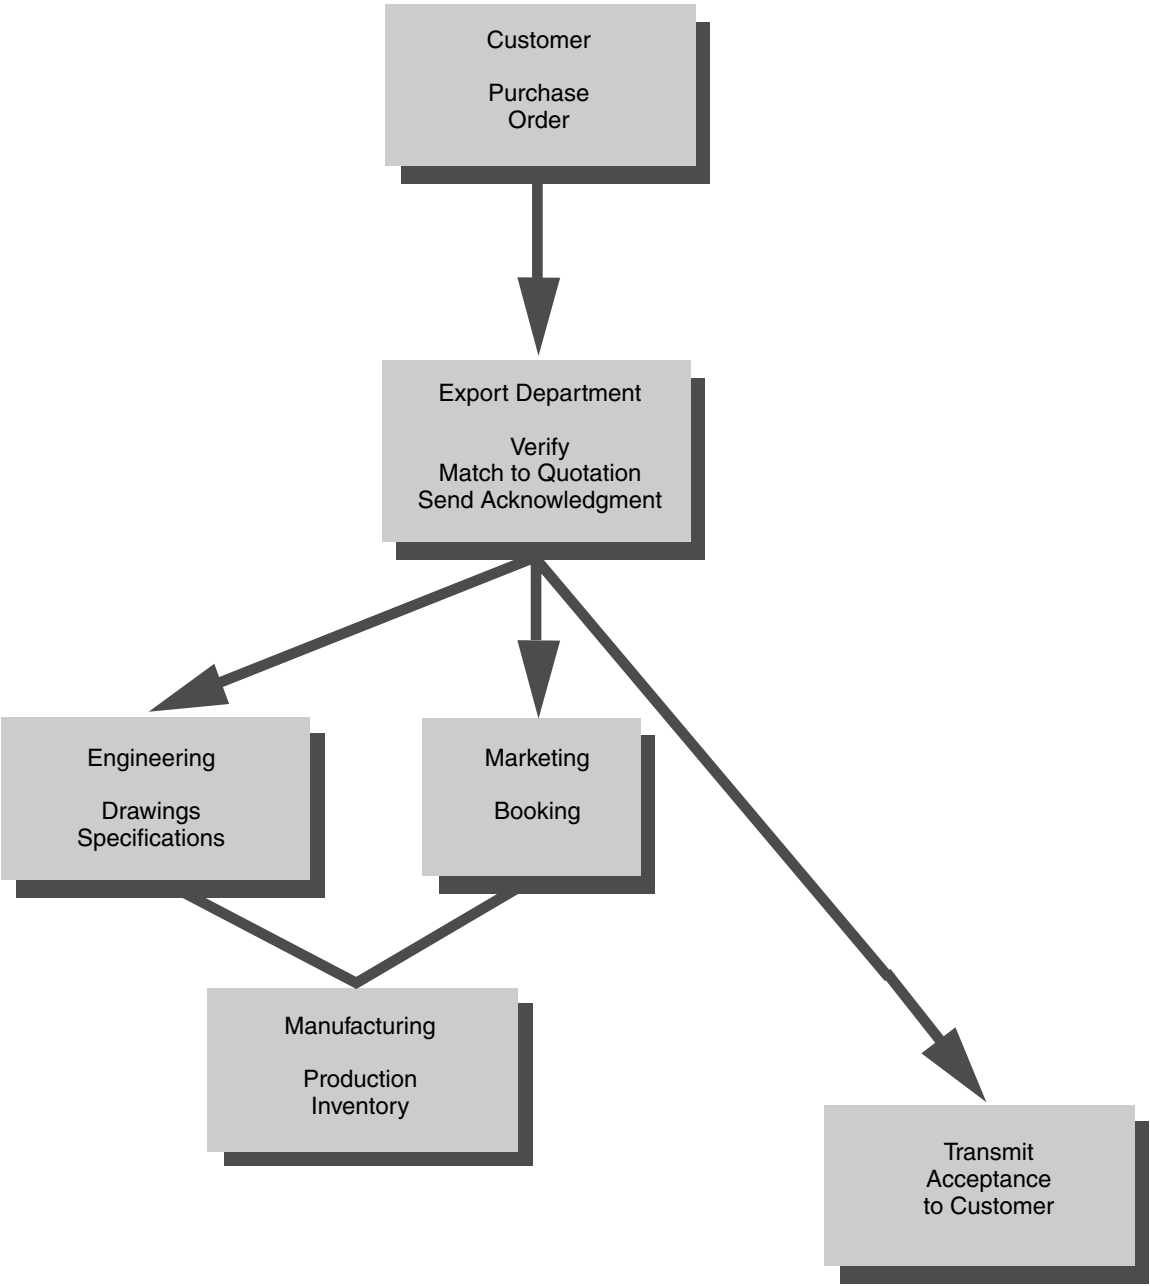 Customer
Purchase
Order
Export Department
Verify
Match to Quotation
Send Acknowledgment
Engineering
Drawings
Specifications
Marketing
Booking
Manufacturing
Production
Inventory
Transmit
Acceptance
to Customer